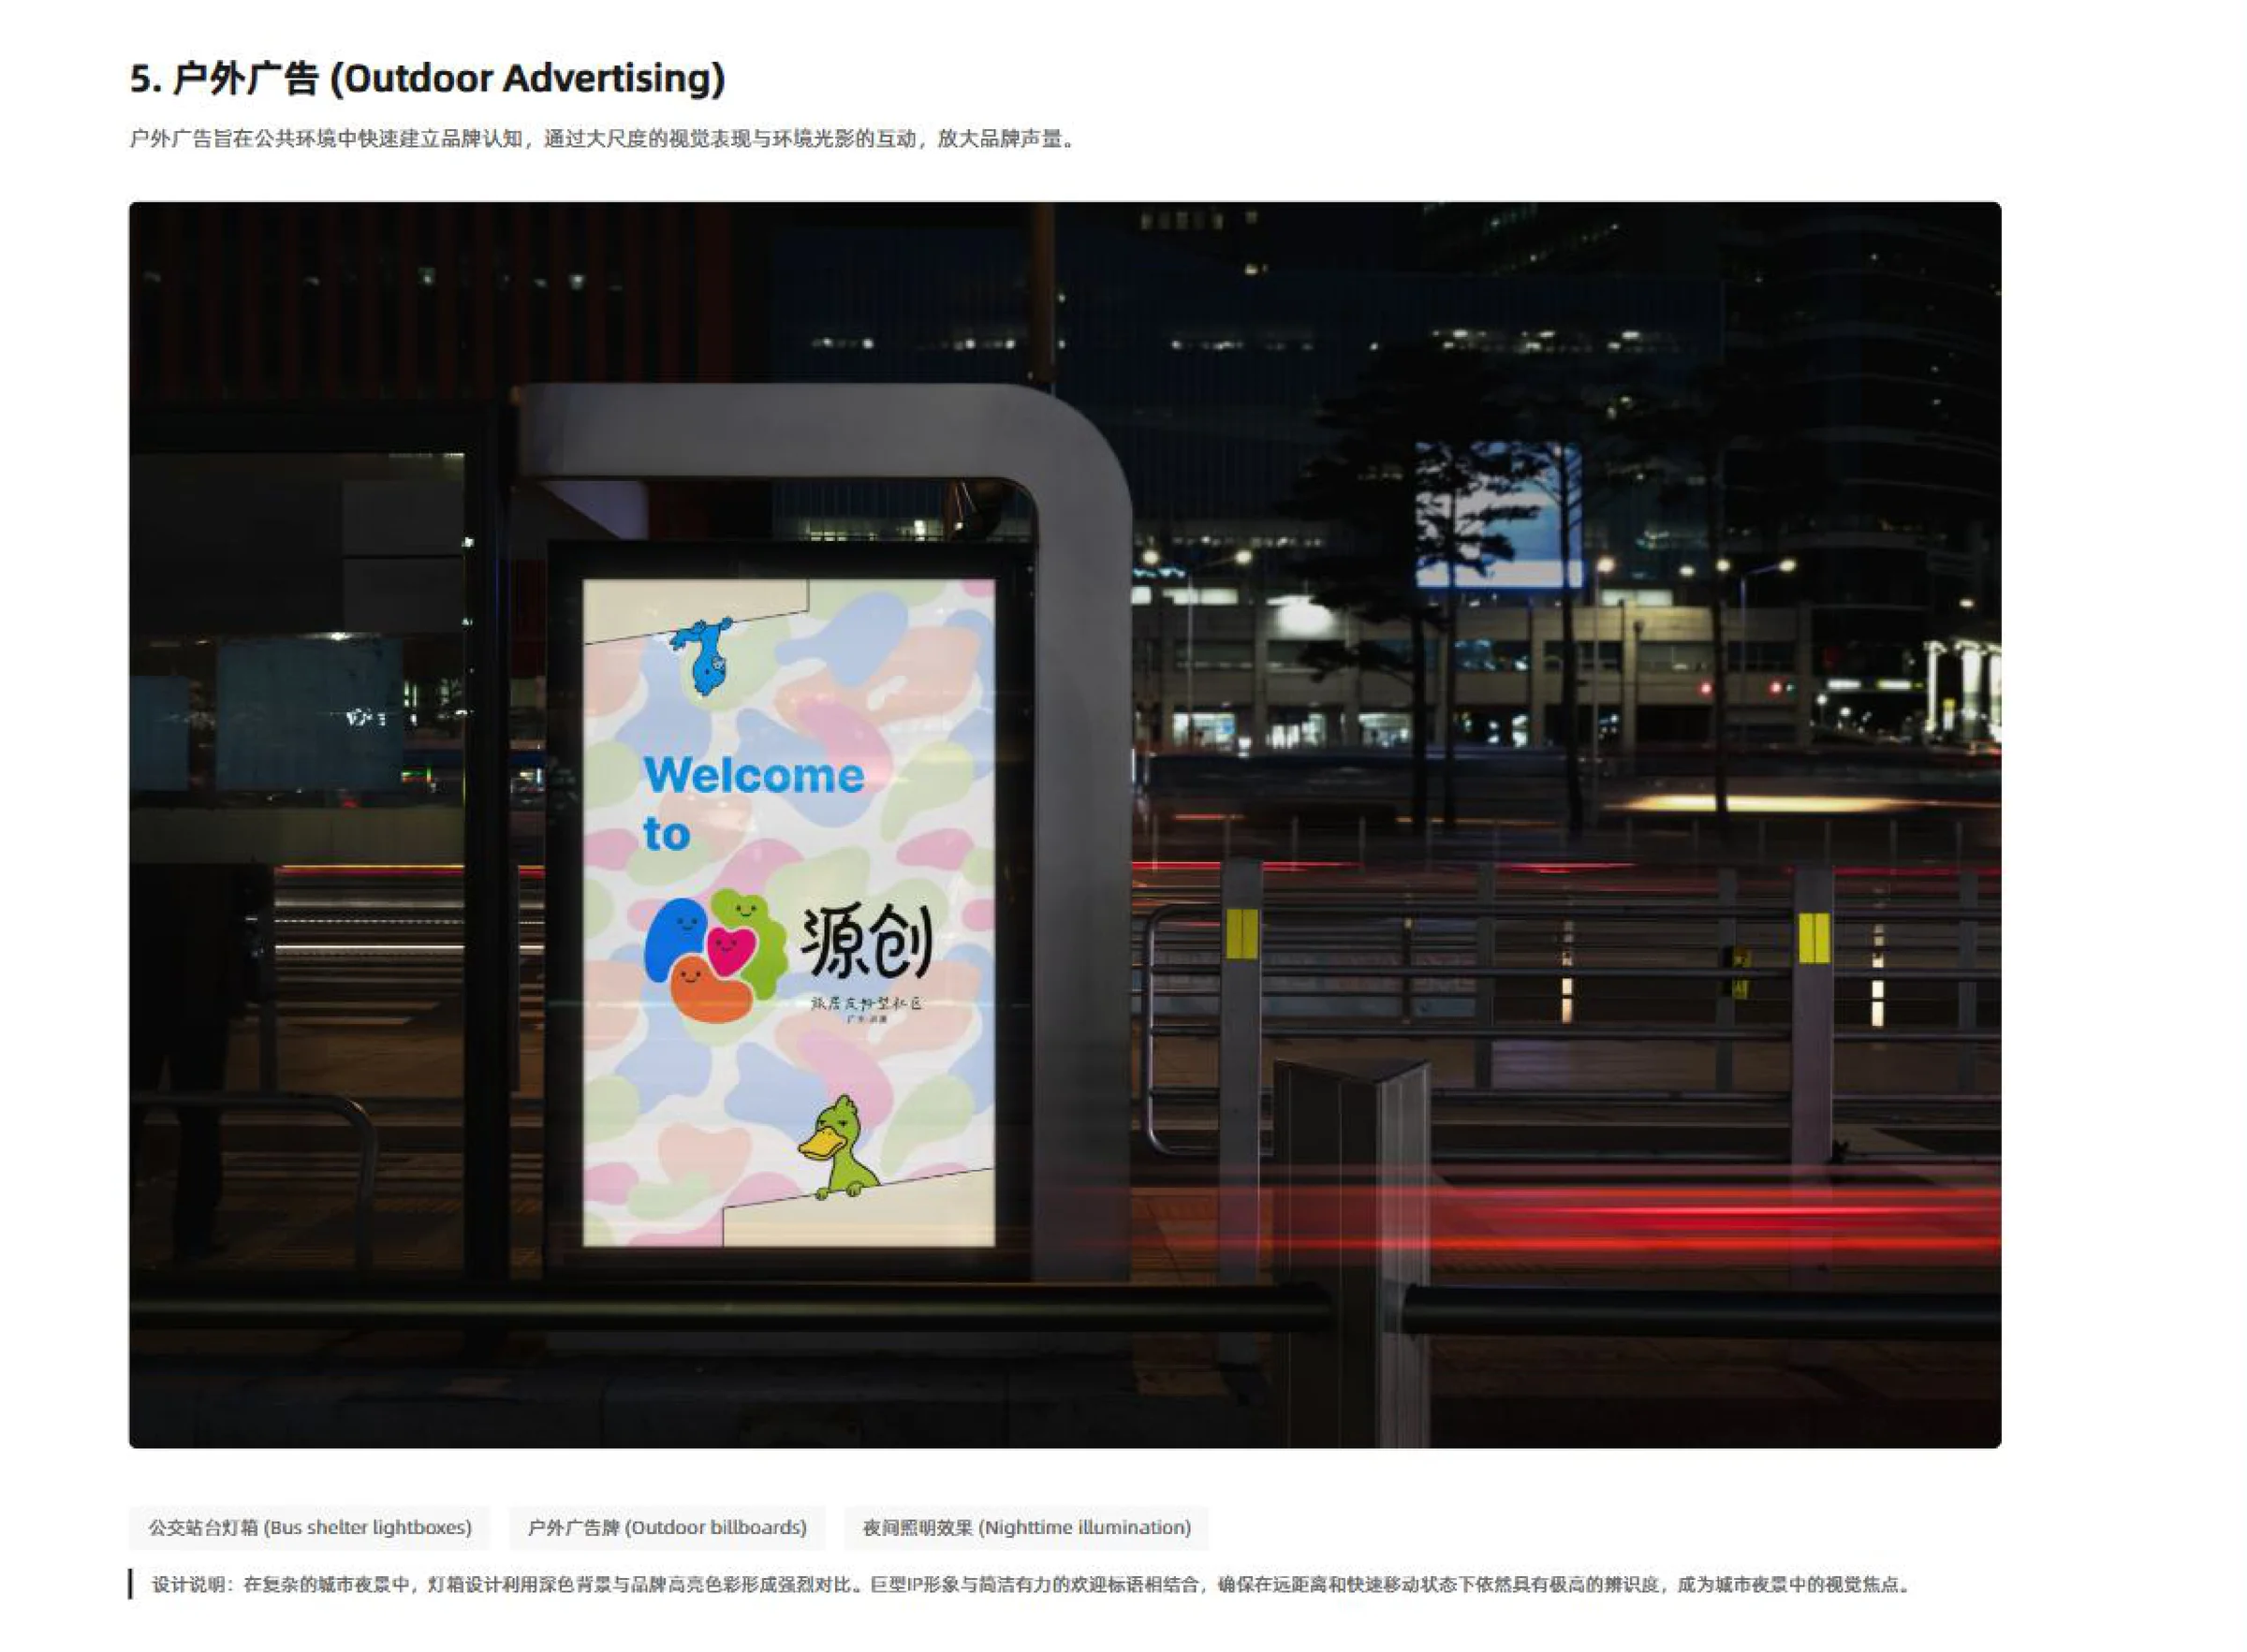 5. 户外广告 (Outdoor Advertising)
户外广告旨在公共环境中快速建立品牌认知，通过大尺度的视觉表现与环境光影的互动，放大品牌声量。
Welcome
to
源创
旅居友好型社区
公交站台灯箱 (Bus shelter lightboxes)
户外广告牌 (Outdoor billboards)
夜间照明效果 (Nighttime illumination)
设计说明：在复杂的城市夜景中，灯箱设计利用深色背景与品牌高亮色彩形成强烈对比。巨型IP形象与简洁有力的欢迎标语相结合，确保在远距离和快速移动状态下依然具有极高的辨识度，成为城市夜景中的视觉焦点。